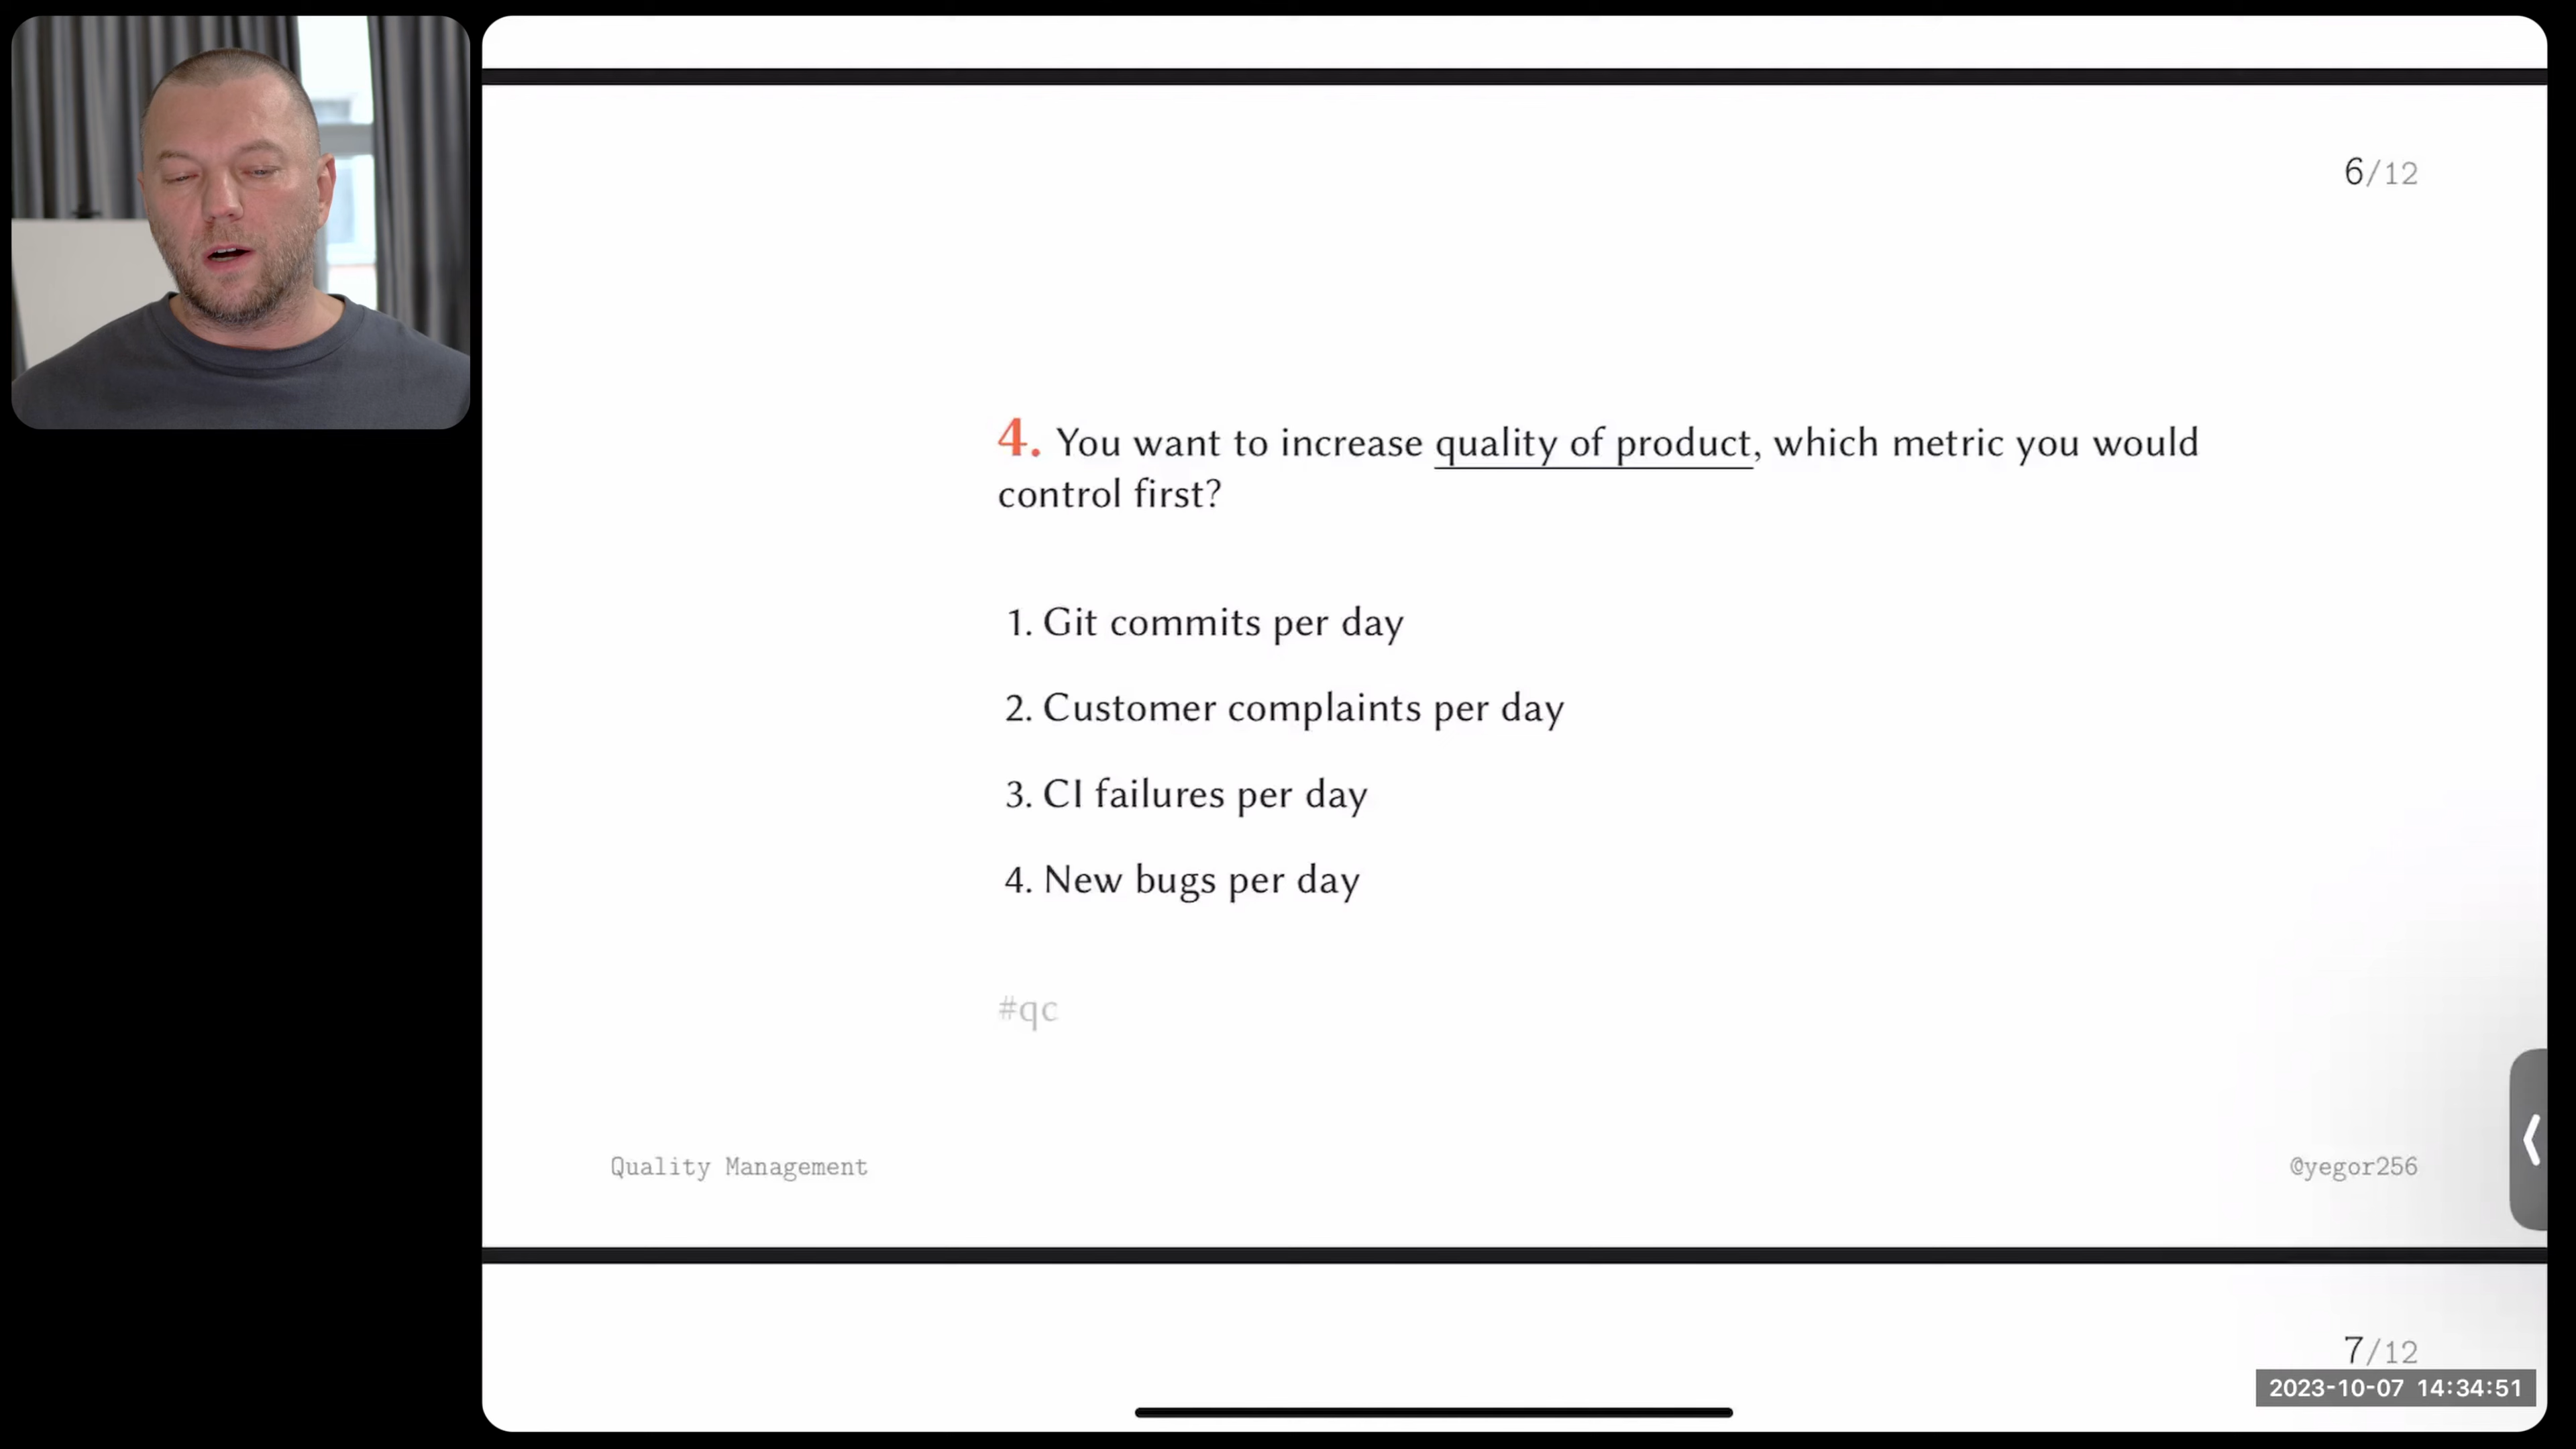 6/12
4. You want to increase quality of product, which metric you would
control first?
1. Git commits per day
2. Customer complaints per day
3. CI failures per day
4. New bugs per day
#qc
Quality Management
@yegor256
7/12
2023-10-07 14:34:51